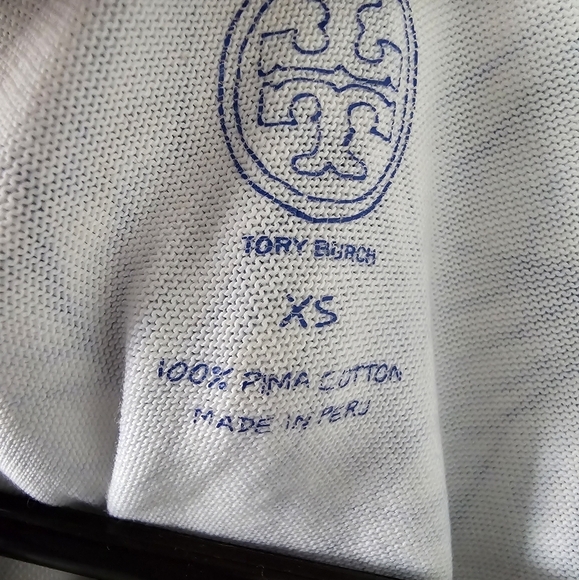 TORY BURCH
XS
100% PIMA COTTON
MADE IN PERU